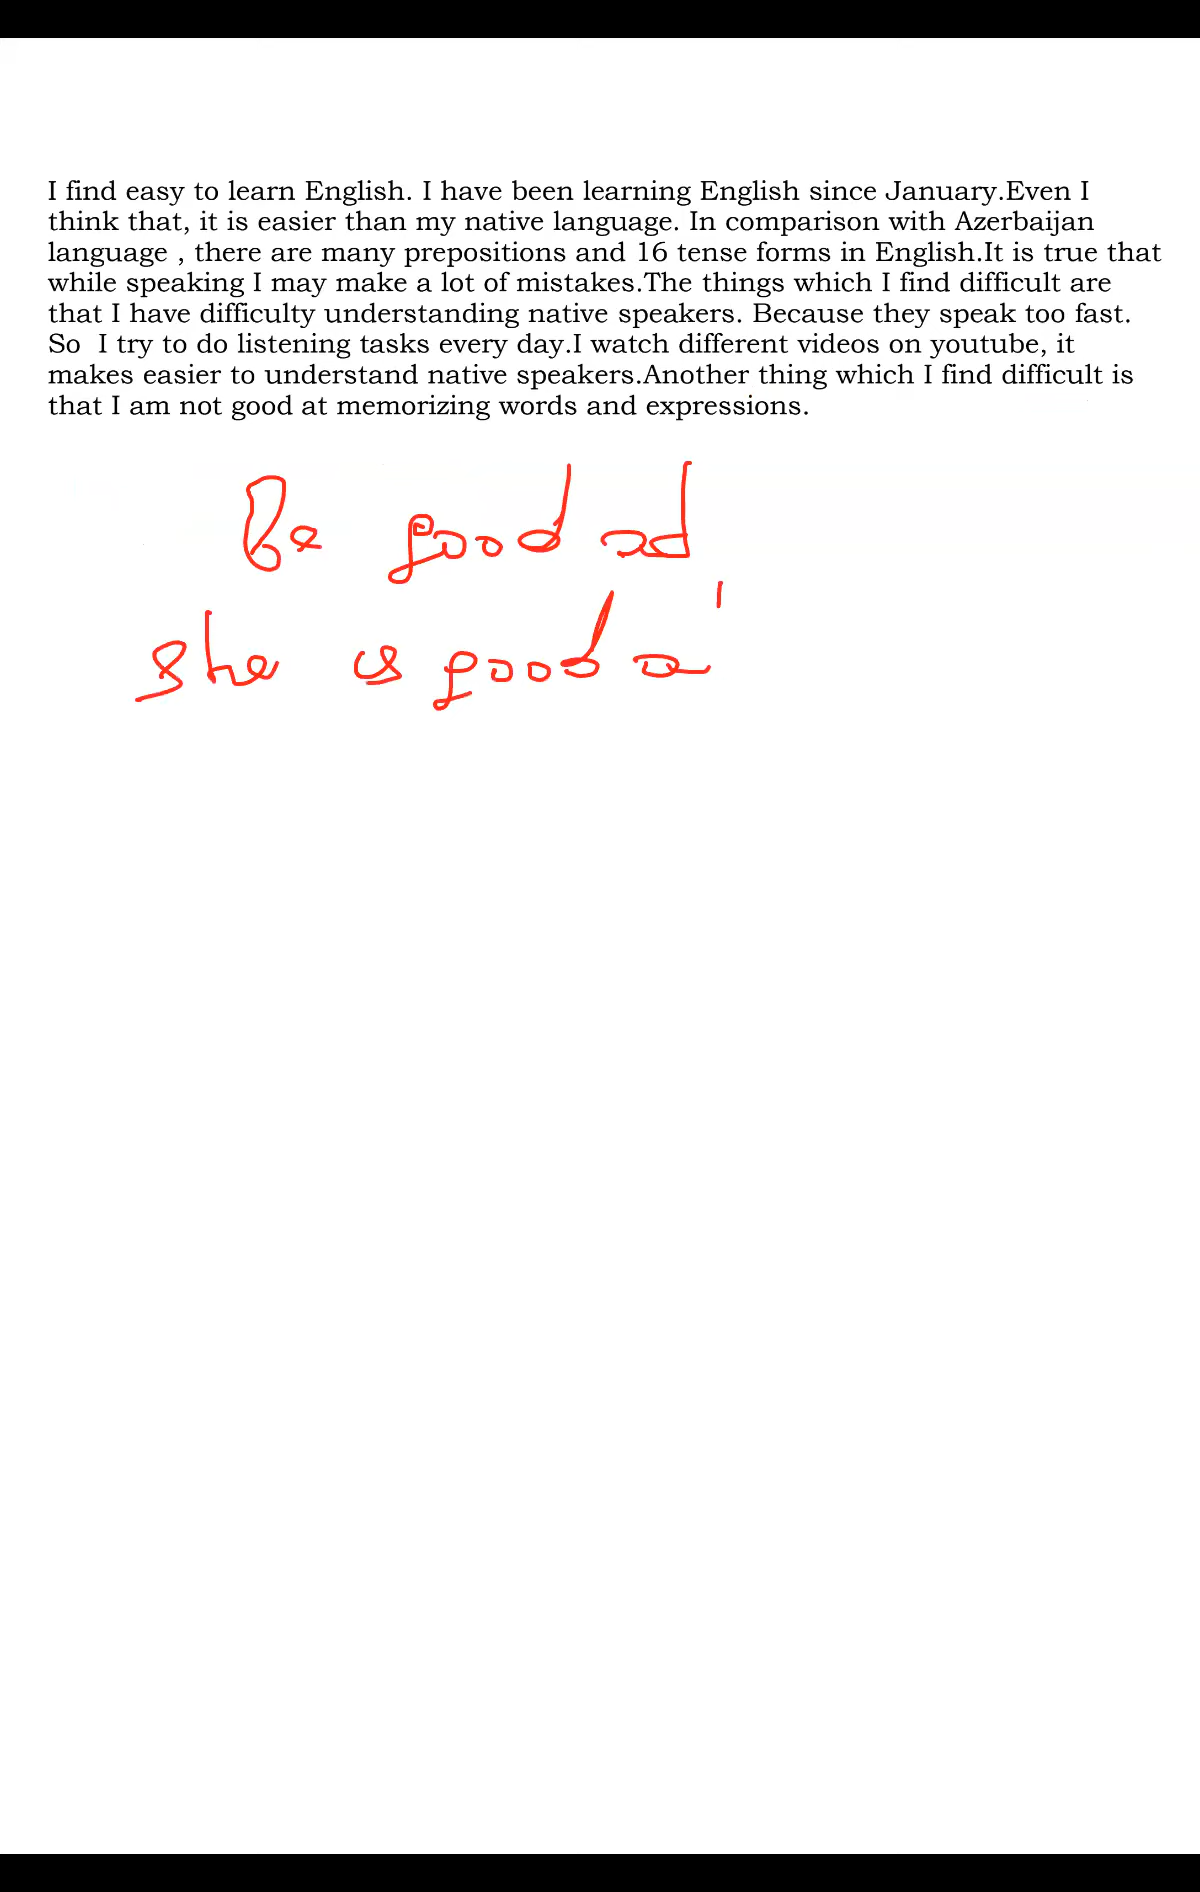 I find easy to learn English. I have been learning English since January.Even I
think that, it is easier than my native language. In comparison with Azerbaijan
language , there are many prepositions and 16 tense forms in English.It is true that
while speaking I may make a lot of mistakes.The things which I find difficult are
that I have difficulty understanding native speakers. Because they speak too fast.
So  I try to do listening tasks every day.I watch different videos on youtube, it
makes easier to understand native speakers.Another thing which I find difficult is
that I am not good at memorizing words and expressions.
Be good ad
She is good a